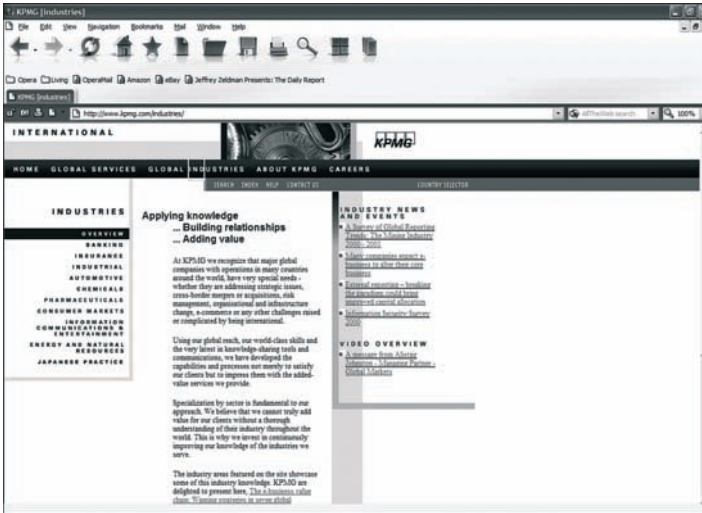 KPMG [industries]
File Edit View Navigation Bookmarks Mail Window Help
Opera Living OperaMail Amazon eBay Jeffrey Zeldman Presents: The Daily Report
KPMG [industries]
http://www.kpmg.com/industries/
AllTheWeb search
100%
INTERNATIONAL
KPMG
HOME GLOBAL SERVICES GLOBAL INDUSTRIES ABOUT KPMG CAREERS
SEARCH INDEX HELP CONTACT US COUNTRY SELECTOR
INDUSTRIES
OVERVIEW
BANKING
INSURANCE
INDUSTRIAL
AUTOMOTIVE
CHEMICALS
PHARMACEUTICALS
CONSUMER MARKETS
INFORMATION
COMMUNICATIONS &
ENTERTAINMENT
ENERGY AND NATURAL
RESOURCES
JAPANESE PRACTICE
Applying knowledge
... Building relationships
... Adding value
At KPMG we recognize that major global
companies with operations in many countries
around the world, have very special needs -
whether they are addressing strategic issues,
cross-border mergers or acquisitions, risk
management, organisational and infrastructure
change, e-commerce or any other challenges raised
or complicated by being international.
Using our global reach, our world-class skills and
the very latest in knowledge-sharing tools and
communications, we have developed the
capabilities and processes not merely to satisfy
our clients but to impress them with the added-
value services we provide.
Specialization by sector is fundamental to our
approach. We believe that we cannot truly add
value for our clients without a thorough
understanding of their industry throughout the
world. This is why we invest in continuously
improving our knowledge of the industries we
serve.
The industry areas featured on the site showcase
some of this industry knowledge. KPMG are
delighted to present here, The e-business value
chain: Winning strategies in seven global
INDUSTRY NEWS
AND EVENTS
A Survey of Global Reporting
Trends: The Mining Industry
2000 - 2001
Many companies expect e-
business to alter their core
business
External reporting - breaking
the paradigm could bring
improved capital allocation
Information Security Survey
2000
VIDEO OVERVIEW
A message from Alistair
Johnston - Managing Partner -
Global Markets